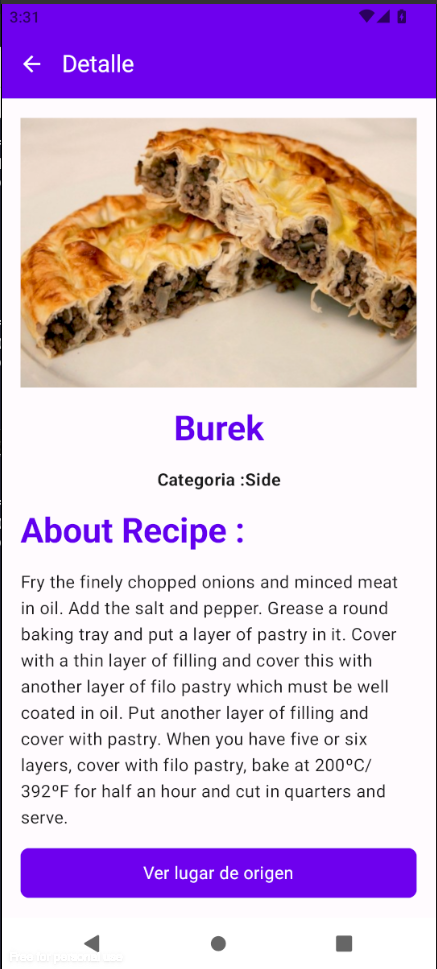 3:31
Detalle
Burek
Categoria :Side
About Recipe :
Fry the finely chopped onions and minced meat
in oil. Add the salt and pepper. Grease a round
baking tray and put a layer of pastry in it. Cover
with a thin layer of filling and cover this with
another layer of filo pastry which must be well
coated in oil. Put another layer of filling and
cover with pastry. When you have five or six
layers, cover with filo pastry, bake at 200ºC/
392ºF for half an hour and cut in quarters and
serve.
Ver lugar de origen
Free for personal use